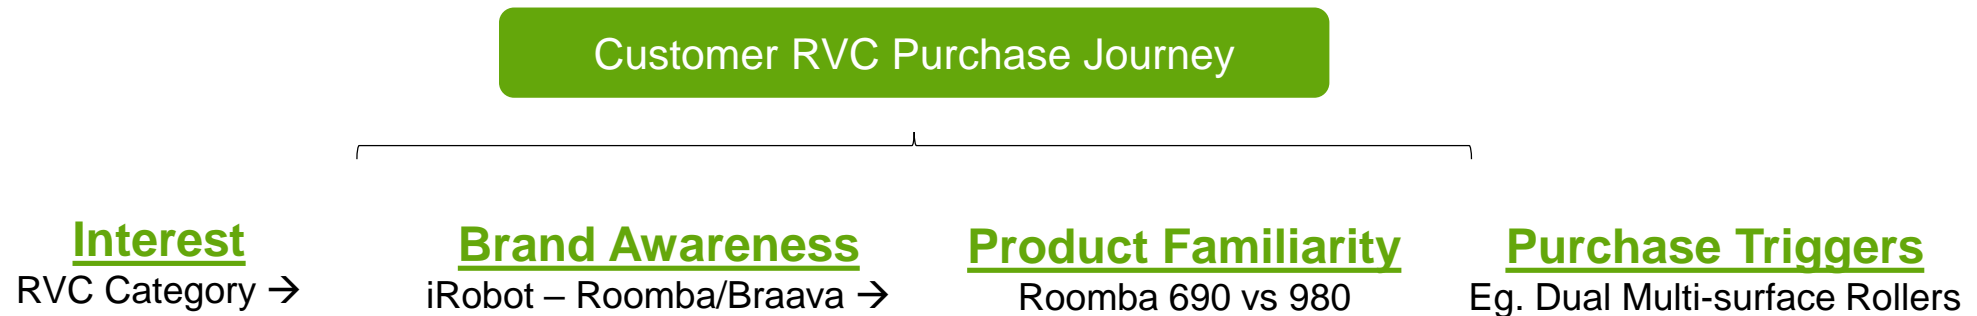 Customer RVC Purchase Journey
Interest
RVC Category →
Brand Awareness
iRobot – Roomba/Braava →
Product Familiarity
Roomba 690 vs 980
Purchase Triggers
Eg. Dual Multi-surface Rollers